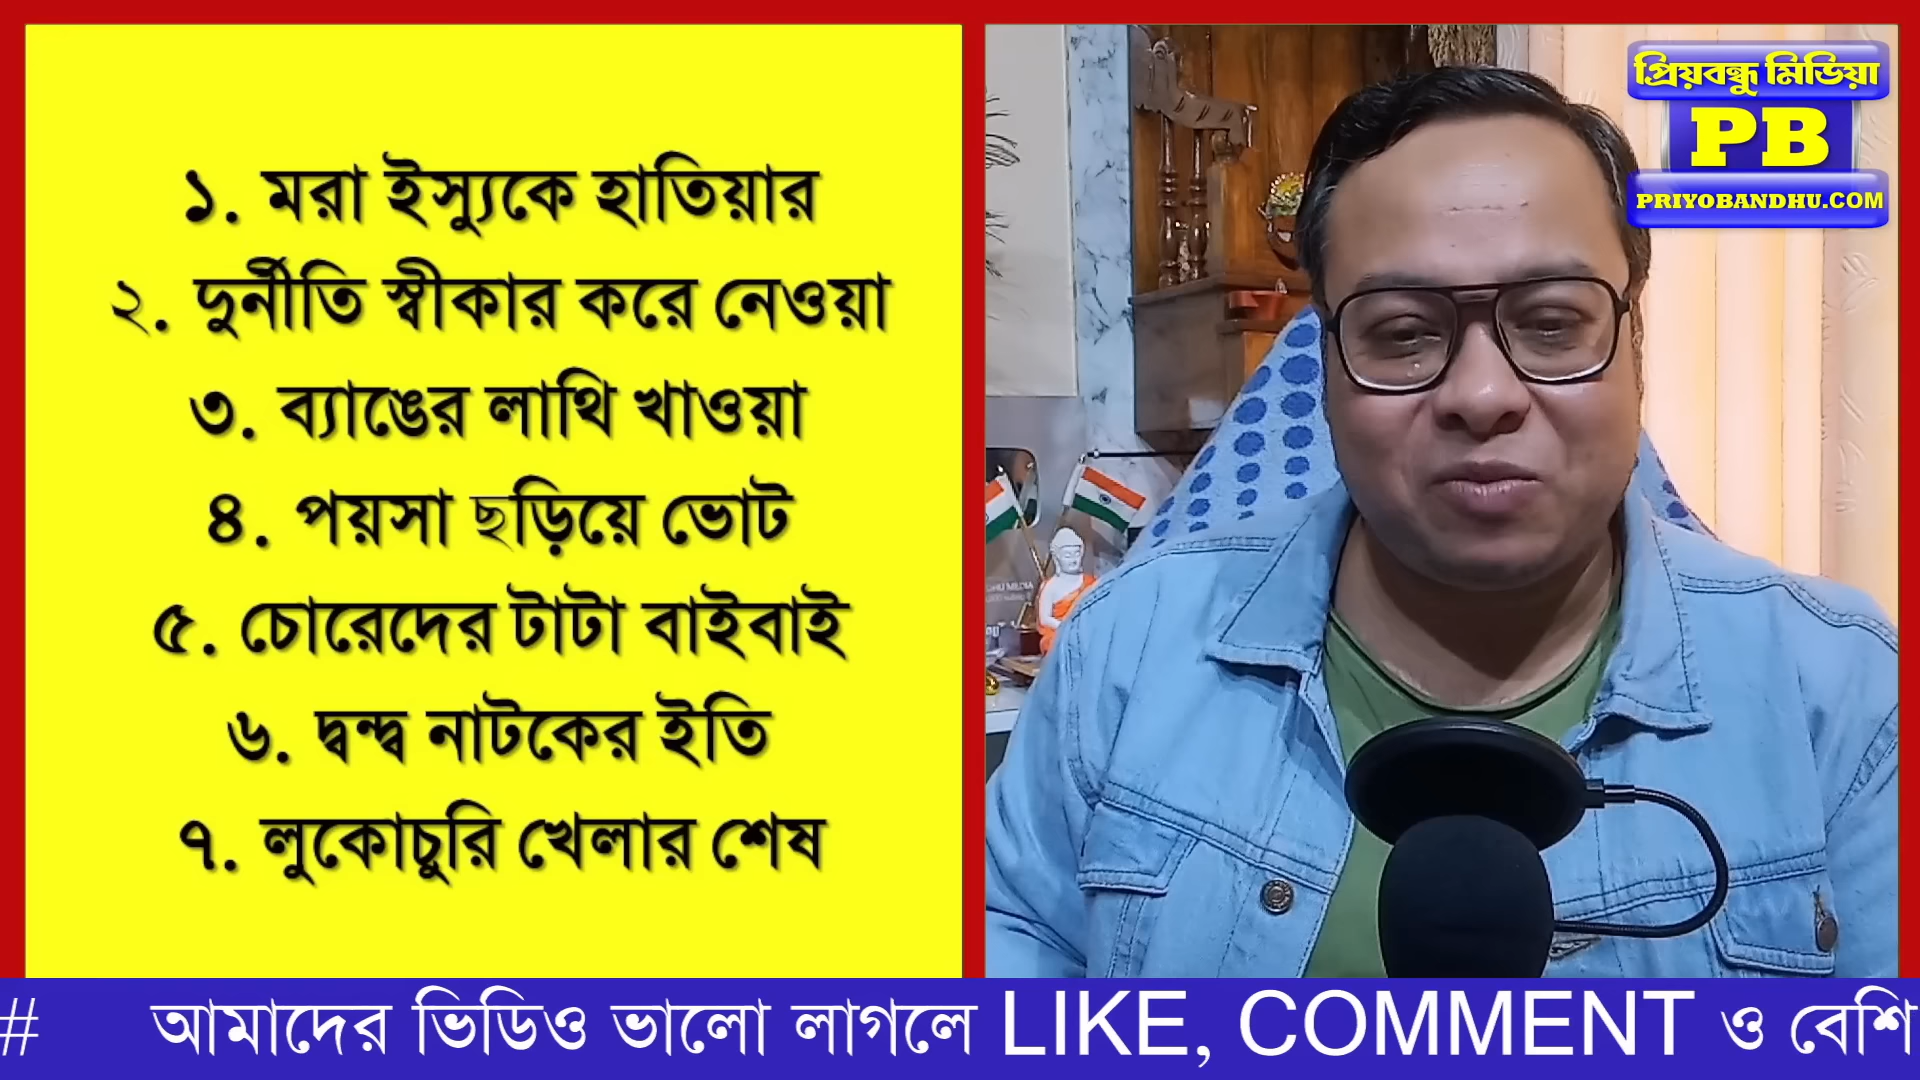 ১. মরা ইস্যুকে হাতিয়ার
২. দুর্নীতি স্বীকার করে নেওয়া
৩. ব্যাঙের লাথি খাওয়া
৪. পয়সা ছড়িয়ে ভোট
৫. চোরেদের টাটা বাইবাই
৬. দ্বন্দ্ব নাটকের ইতি
৭. লুকোচুরি খেলার শেষ
প্রিয়বন্ধু মিডিয়া
PB
PRIYOBANDHU.COM
# আমাদের ভিডিও ভালো লাগলে LIKE, COMMENT ও বেশি